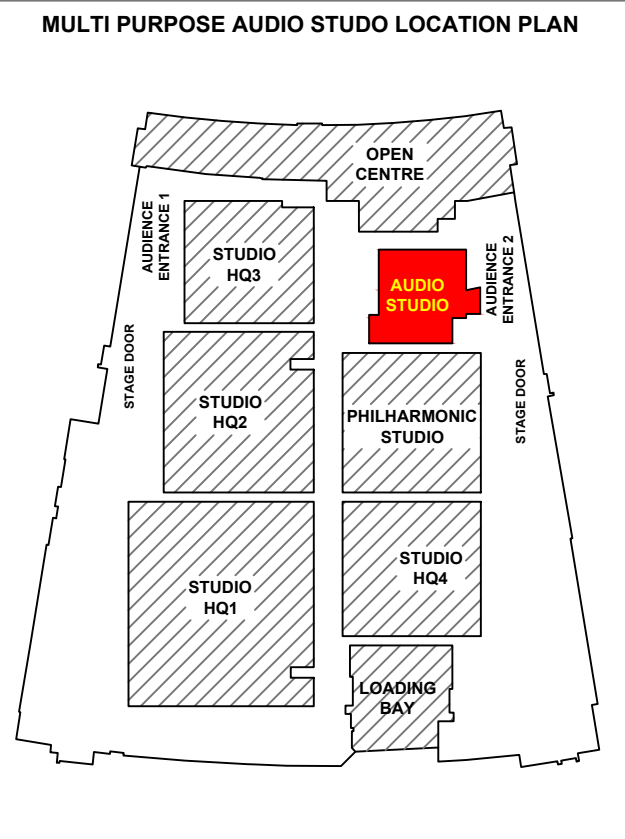 MULTI PURPOSE AUDIO STUDO LOCATION PLAN
OPEN
CENTRE
AUDIENCE
ENTRANCE 1
STUDIO
HQ3
AUDIO
STUDIO
AUDIENCE
ENTRANCE 2
STAGE DOOR
STUDIO
HQ2
PHILHARMONIC
STUDIO
STAGE DOOR
STUDIO
HQ1
STUDIO
HQ4
LOADING
BAY